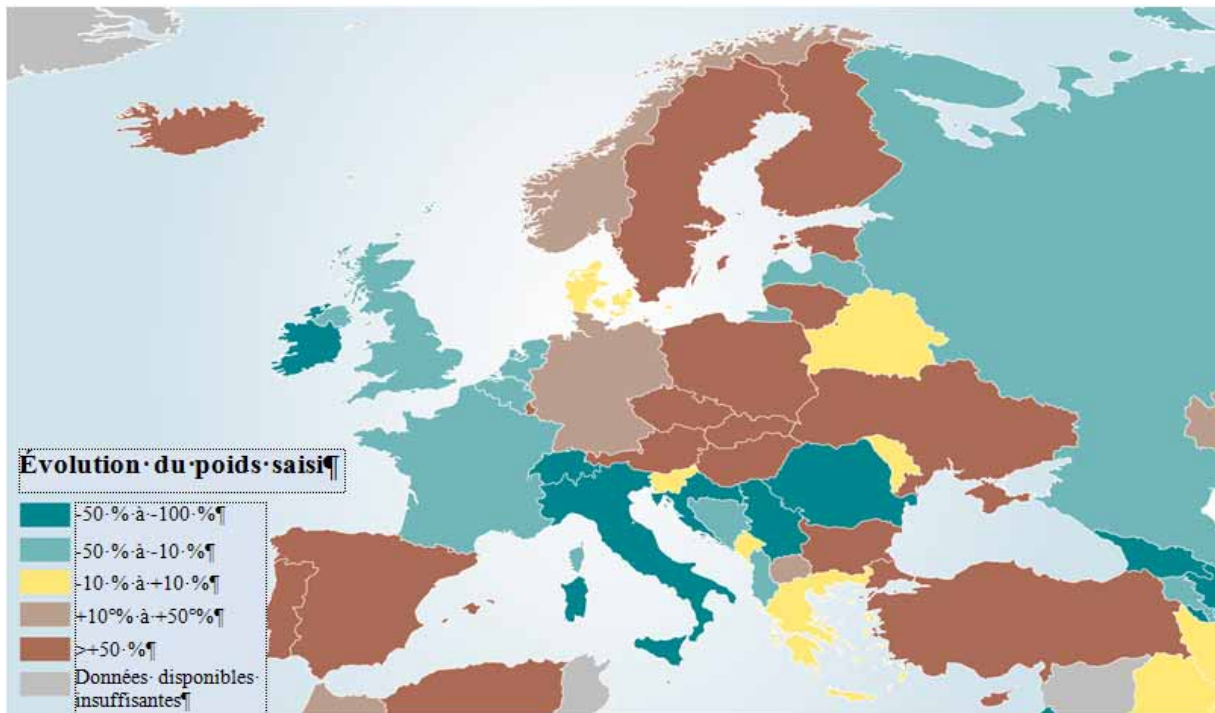 Évolution·du·poids·saisi¶
-50·%·à·-100·%¶
-50·%·à·-10·%¶
-10·%·à·+10·%¶
+10°%·à·+50°%¶
>+50·%¶
Données· disponibles·
insuffisantes¶